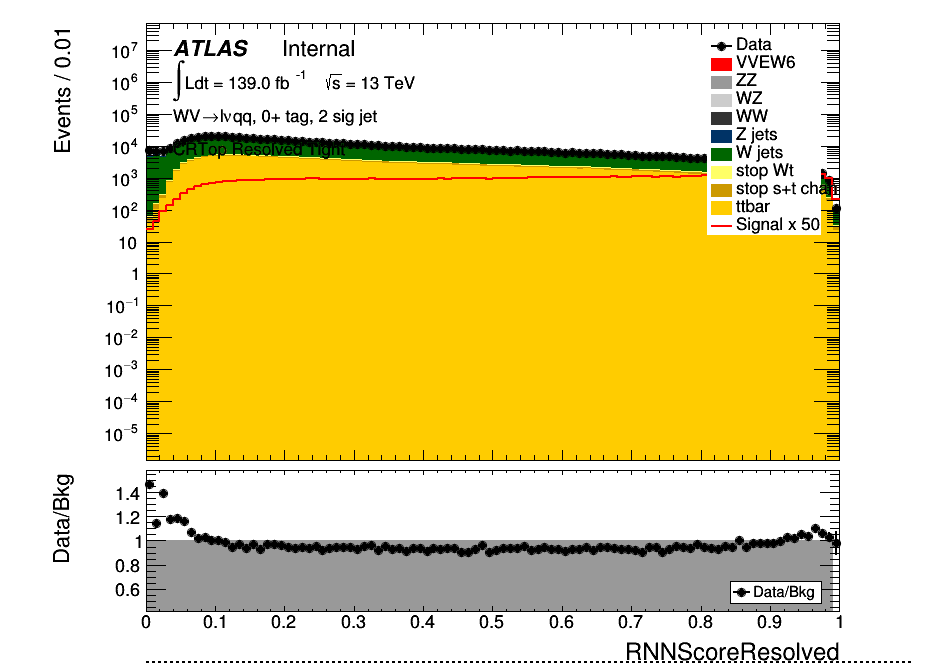 Events / 0.01
10⁷
10⁶
10⁵
10⁴
10³
10²
10
1
10⁻¹
10⁻²
10⁻³
10⁻⁴
10⁻⁵
ATLAS Internal
∫Ldt = 139.0 fb⁻¹ √s = 13 TeV
WV→lνqq, 0+ tag, 2 sig jet
CRTop Resolved Tight
Data
VVEW6
ZZ
WZ
WW
Z jets
W jets
stop Wt
stop s+t chan
ttbar
Signal x 50
Data/Bkg
1.4
1.2
1
0.8
0.6
Data/Bkg
0 0.1 0.2 0.3 0.4 0.5 0.6 0.7 0.8 0.9 1
RNNScoreResolved